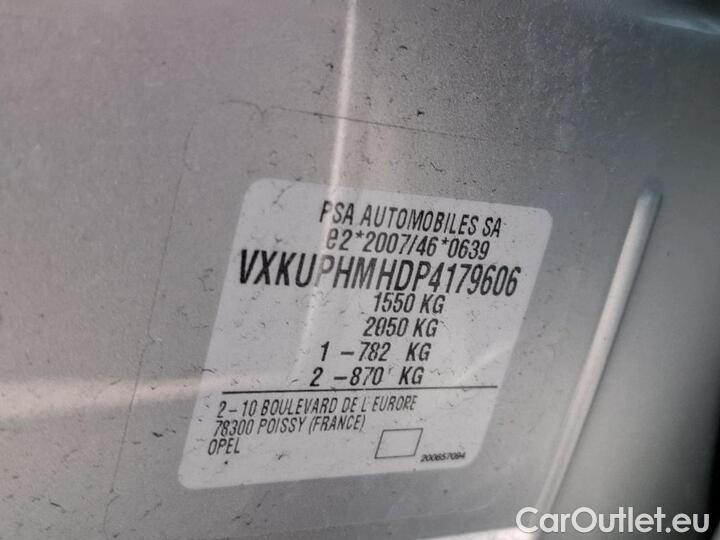 PSA AUTOMOBILES SA
e2*2007/46*0639
VXKUPHMHDP4179606
1550 KG
2050 KG
1 -782 KG
2 -870 KG
2-10 BOULEVARD DE L'EURORE
78300 POISSY (FRANCE)
OPEL
200657094
CarOutlet.eu